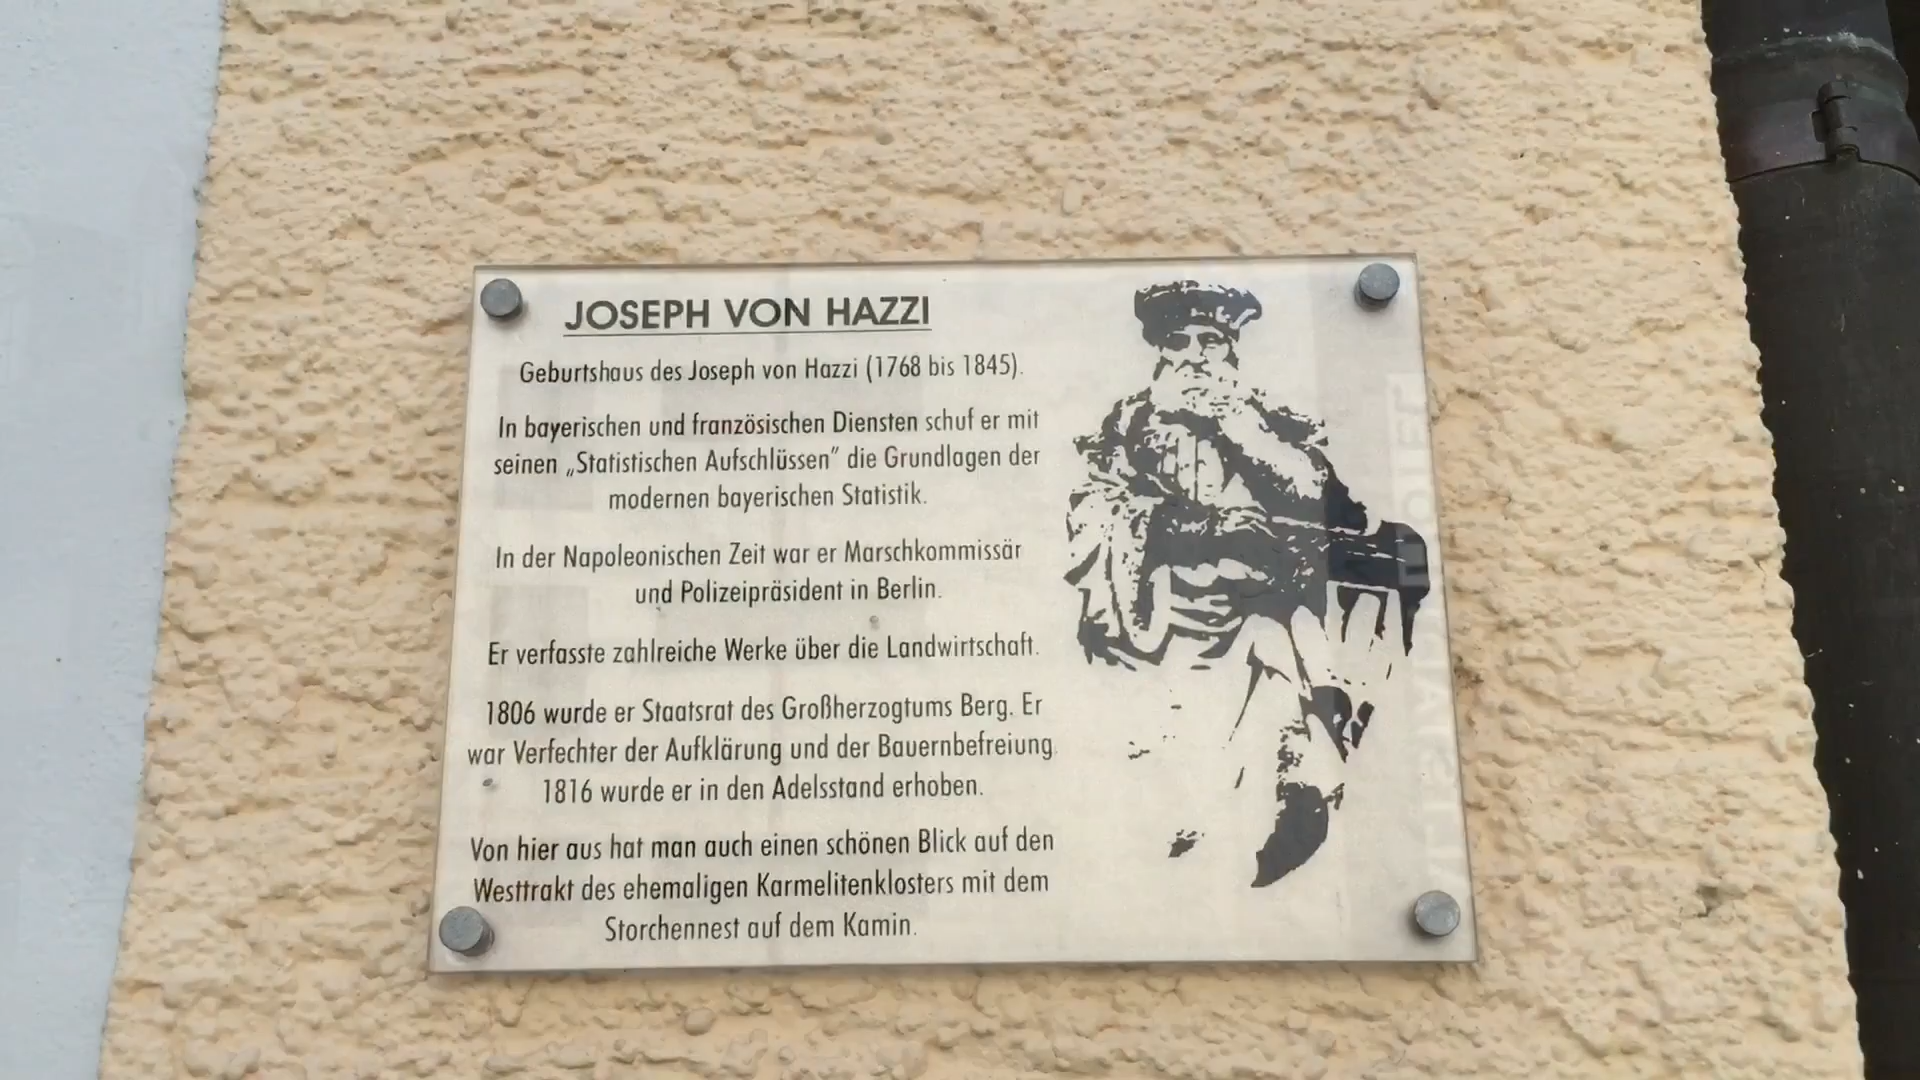 JOSEPH VON HAZZI
Geburtshaus des Joseph von Hazzi (1768 bis 1845).
In bayerischen und französischen Diensten schuf er mit
seinen „Statistischen Aufschlüssen” die Grundlagen der
modernen bayerischen Statistik.
In der Napoleonischen Zeit war er Marschkommissär
und Polizeipräsident in Berlin.
Er verfasste zahlreiche Werke über die Landwirtschaft.
1806 wurde er Staatsrat des Großherzogtums Berg. Er
war Verfechter der Aufklärung und der Bauernbefreiung.
1816 wurde er in den Adelsstand erhoben.
Von hier aus hat man auch einen schönen Blick auf den
Westtrakt des ehemaligen Karmelitenklosters mit dem
Storchennest auf dem Kamin.